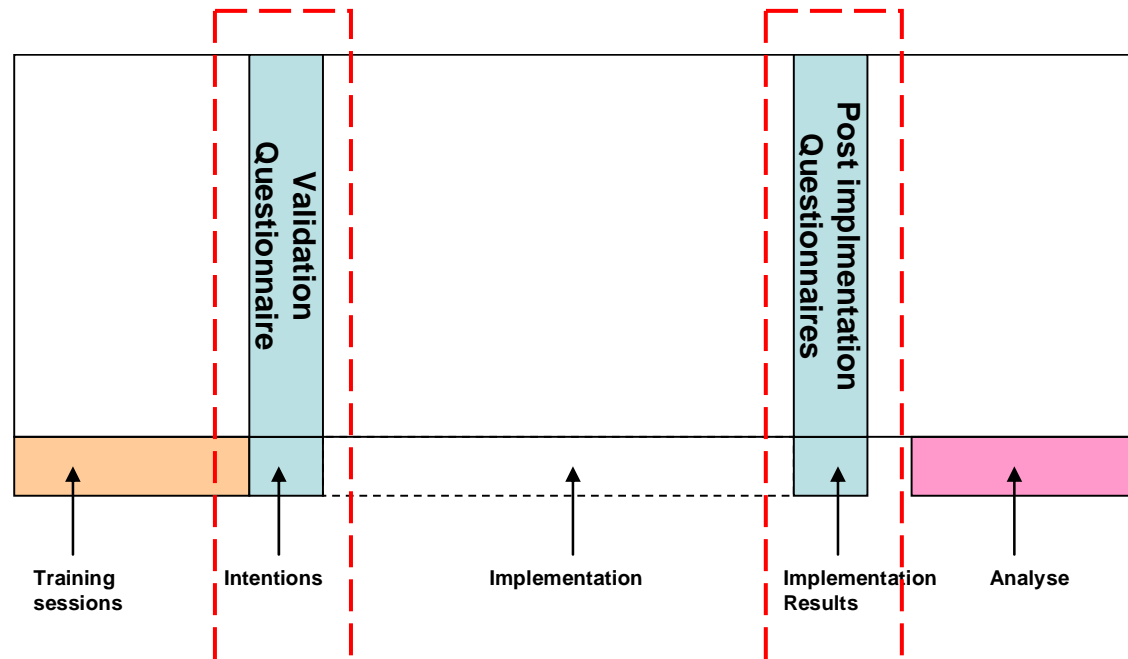 Validation
Questionnaire
Post implmentation
Questionnaires
Training
sessions
Intentions
Implementation
Implementation
Results
Analyse